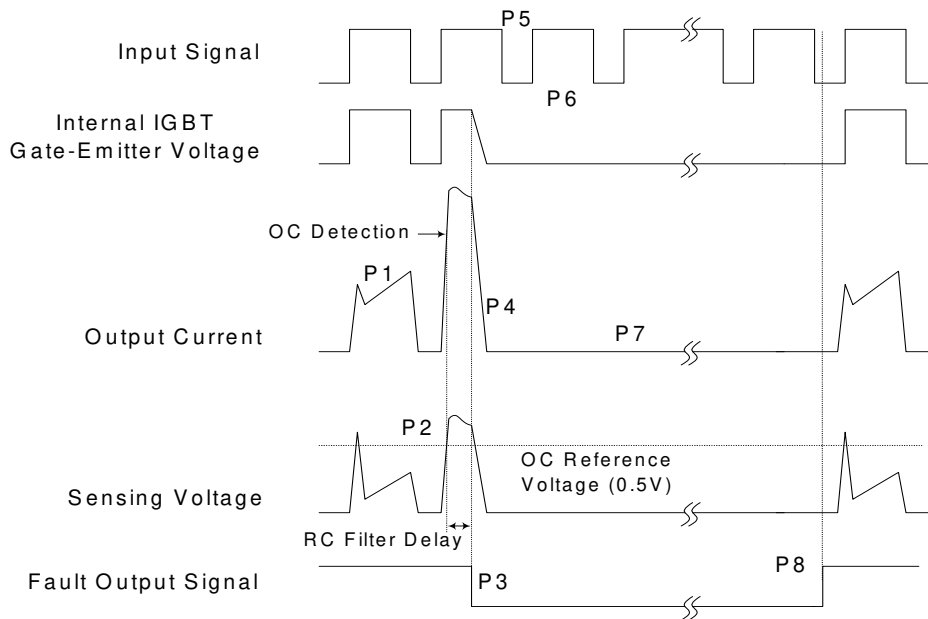 P5
Input Signal
P6
Internal IGBT
Gate-Emitter Voltage
OC Detection
P1
P4
Output Current
P7
P2
OC Reference
Voltage (0.5V)
Sensing Voltage
RC Filter Delay
Fault Output Signal
P3
P8